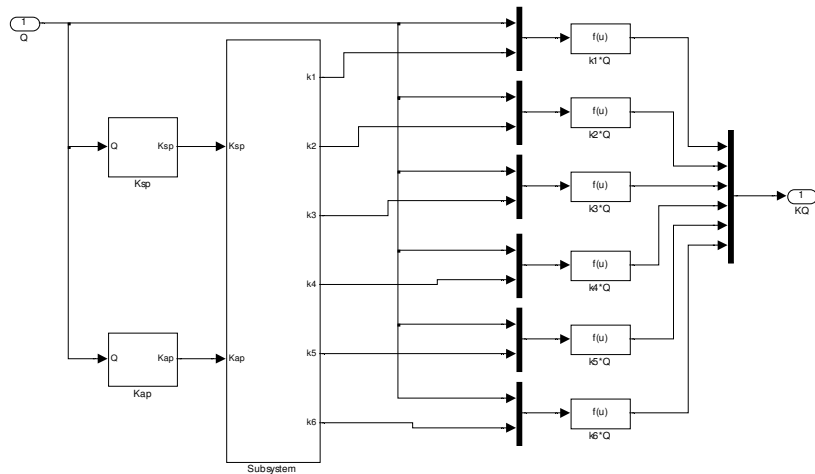 1
Q
Q
Ksp
Ksp
Q
Kap
Kap
Ksp
Kap
k1
k2
k3
k4
k5
k6
Subsystem
f(u)
k1*Q
f(u)
k2*Q
f(u)
k3*Q
f(u)
k4*Q
f(u)
k5*Q
f(u)
k6*Q
1
KQ